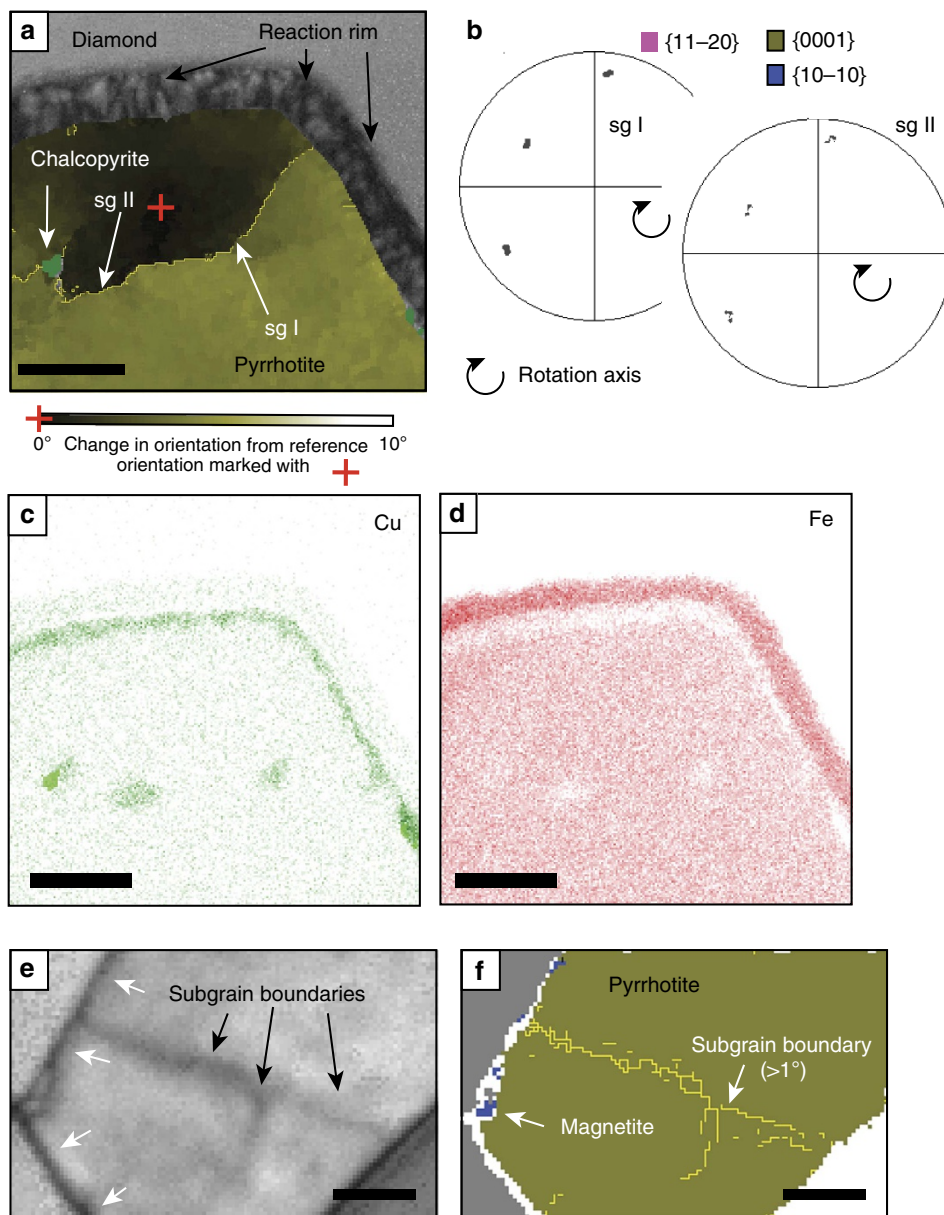 a
Diamond
Reaction rim
Chalcopyrite
sg II
sg I
Pyrrhotite
0°
10°
Change in orientation from reference
orientation marked with
b
{11–20}
{0001}
{10–10}
sg I
sg II
Rotation axis
c
Cu
d
Fe
e
Subgrain boundaries
f
Pyrrhotite
Subgrain boundary
(>1°)
Magnetite